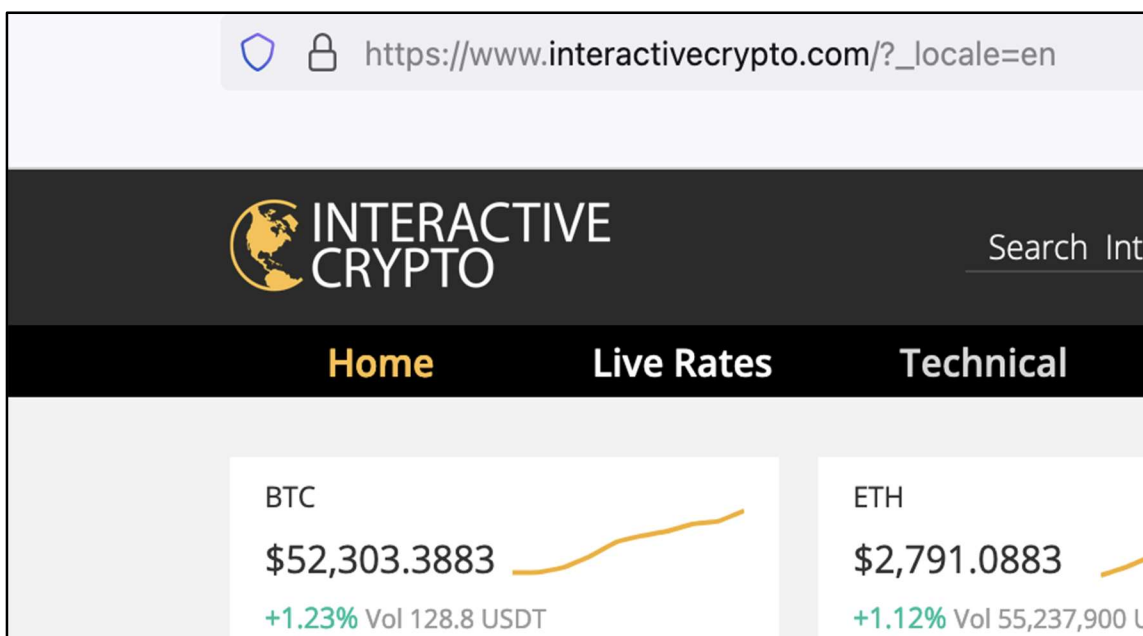 https://www.interactivecrypto.com/?_locale=en
INTERACTIVE
CRYPTO
Search Int
Home Live Rates Technical
BTC
$52,303.3883
+1.23% Vol 128.8 USDT
ETH
$2,791.0883
+1.12% Vol 55,237,900